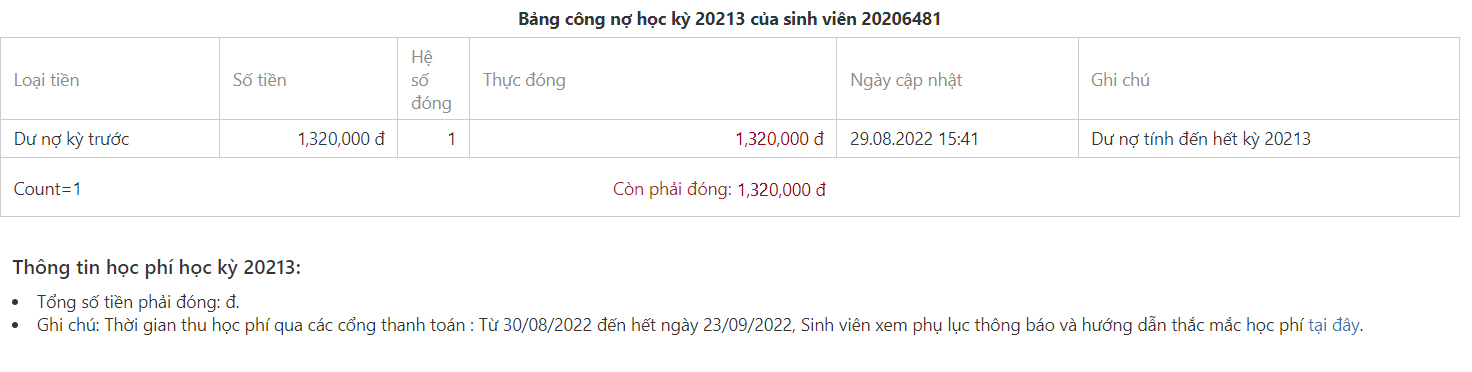 Bảng công nợ học kỳ 20213 của sinh viên 20206481
Loại tiền Số tiền Hệ số đóng Thực đóng Ngày cập nhật Ghi chú
Dư nợ kỳ trước 1,320,000 đ 1 1,320,000 đ 29.08.2022 15:41 Dư nợ tính đến hết kỳ 20213
Count=1 Còn phải đóng: 1,320,000 đ
Thông tin học phí học kỳ 20213:
• Tổng số tiền phải đóng: đ.
• Ghi chú: Thời gian thu học phí qua các cổng thanh toán : Từ 30/08/2022 đến hết ngày 23/09/2022, Sinh viên xem phụ lục thông báo và hướng dẫn thắc mắc học phí tại đây.